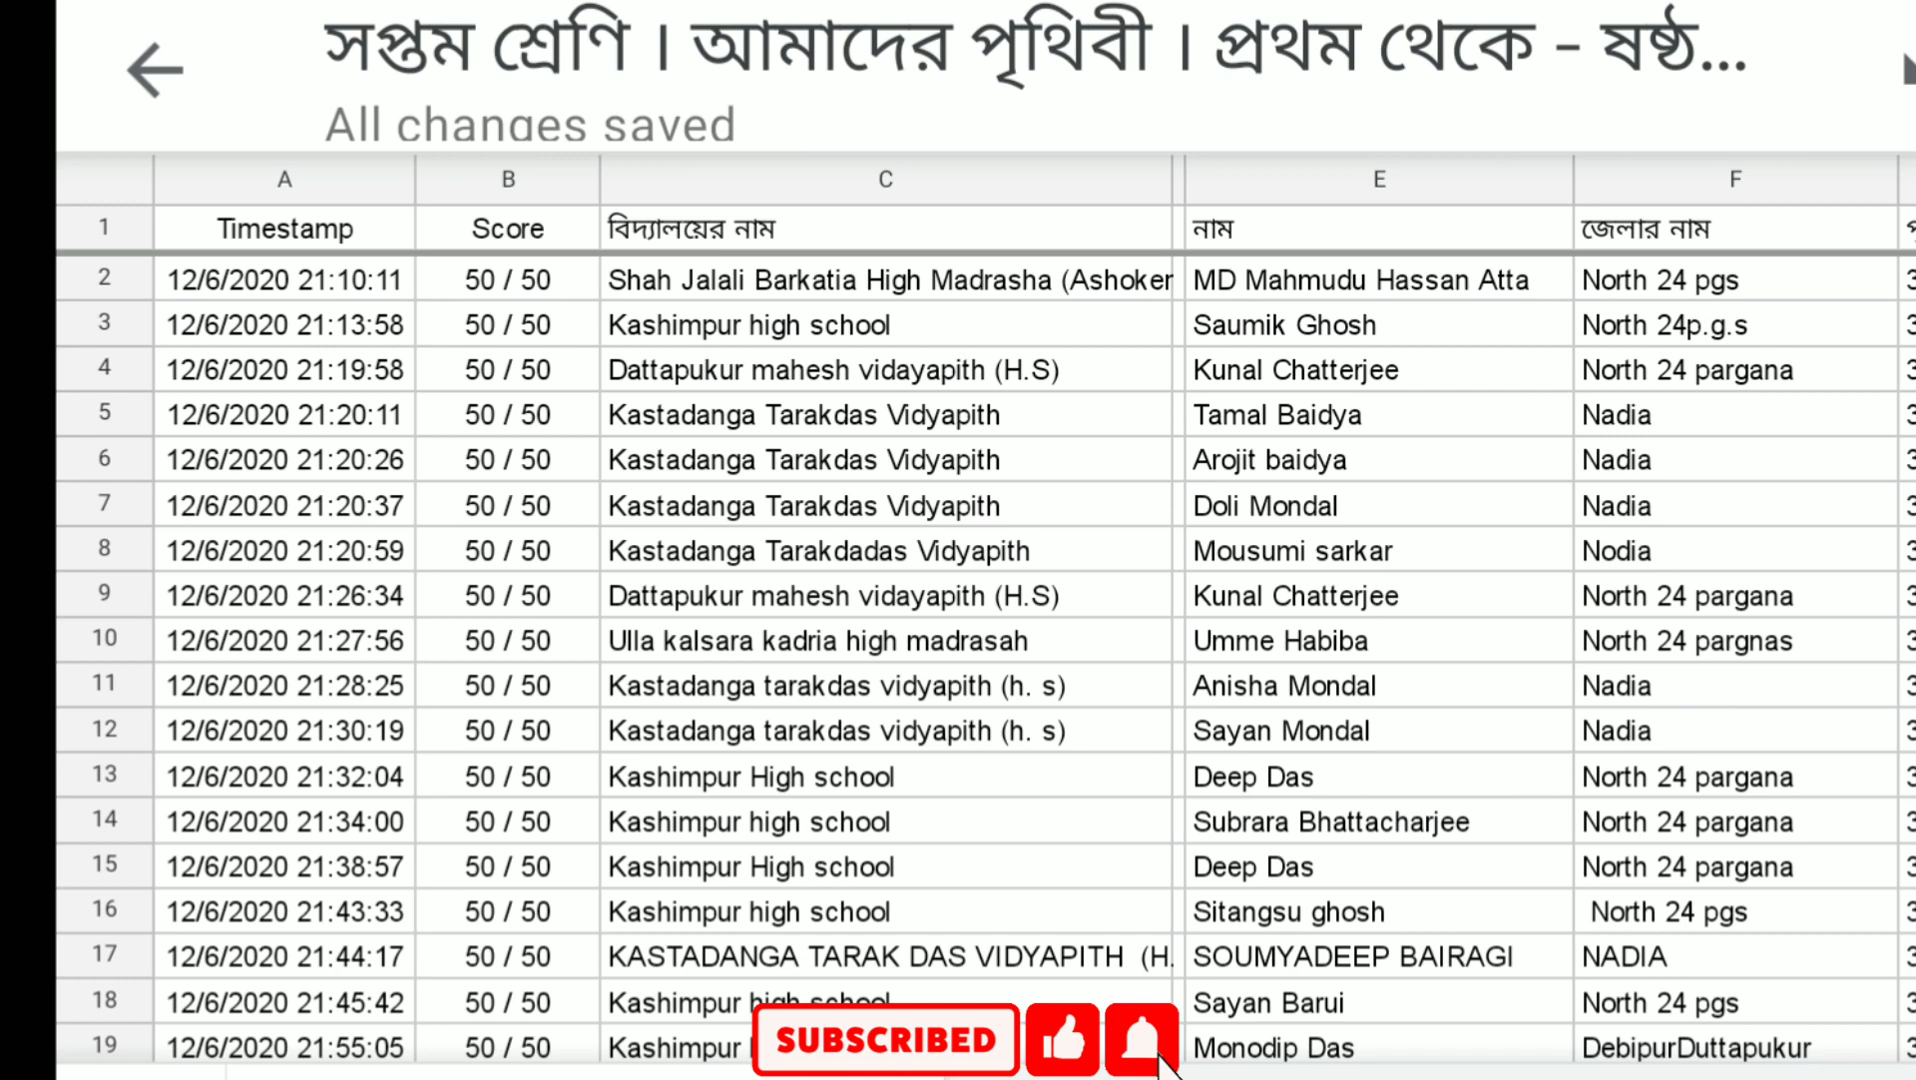 সপ্তম শ্রেণি । আমাদের পৃথিবী । প্রথম থেকে - ষষ্ঠ...
All changes saved
A B C E F
1 Timestamp Score বিদ্যালয়ের নাম নাম জেলার নাম
2 12/6/2020 21:10:11 50 / 50 Shah Jalali Barkatia High Madrasha (Ashoker MD Mahmudu Hassan Atta North 24 pgs
3 12/6/2020 21:13:58 50 / 50 Kashimpur high school Saumik Ghosh North 24p.g.s
4 12/6/2020 21:19:58 50 / 50 Dattapukur mahesh vidayapith (H.S) Kunal Chatterjee North 24 pargana
5 12/6/2020 21:20:11 50 / 50 Kastadanga Tarakdas Vidyapith Tamal Baidya Nadia
6 12/6/2020 21:20:26 50 / 50 Kastadanga Tarakdas Vidyapith Arojit baidya Nadia
7 12/6/2020 21:20:37 50 / 50 Kastadanga Tarakdas Vidyapith Doli Mondal Nadia
8 12/6/2020 21:20:59 50 / 50 Kastadanga Tarakdadas Vidyapith Mousumi sarkar Nodia
9 12/6/2020 21:26:34 50 / 50 Dattapukur mahesh vidayapith (H.S) Kunal Chatterjee North 24 pargana
10 12/6/2020 21:27:56 50 / 50 Ulla kalsara kadria high madrasah Umme Habiba North 24 pargnas
11 12/6/2020 21:28:25 50 / 50 Kastadanga tarakdas vidyapith (h. s) Anisha Mondal Nadia
12 12/6/2020 21:30:19 50 / 50 Kastadanga tarakdas vidyapith (h. s) Sayan Mondal Nadia
13 12/6/2020 21:32:04 50 / 50 Kashimpur High school Deep Das North 24 pargana
14 12/6/2020 21:34:00 50 / 50 Kashimpur high school Subrara Bhattacharjee North 24 pargana
15 12/6/2020 21:38:57 50 / 50 Kashimpur High school Deep Das North 24 pargana
16 12/6/2020 21:43:33 50 / 50 Kashimpur high school Sitangsu ghosh North 24 pgs
17 12/6/2020 21:44:17 50 / 50 KASTADANGA TARAK DAS VIDYAPITH (H. SOUMYADEEP BAIRAGI NADIA
18 12/6/2020 21:45:42 50 / 50 Kashimpur high school Sayan Barui North 24 pgs
19 12/6/2020 21:55:05 50 / 50 Kashimpur Monodip Das DebipurDuttapukur
SUBSCRIBED